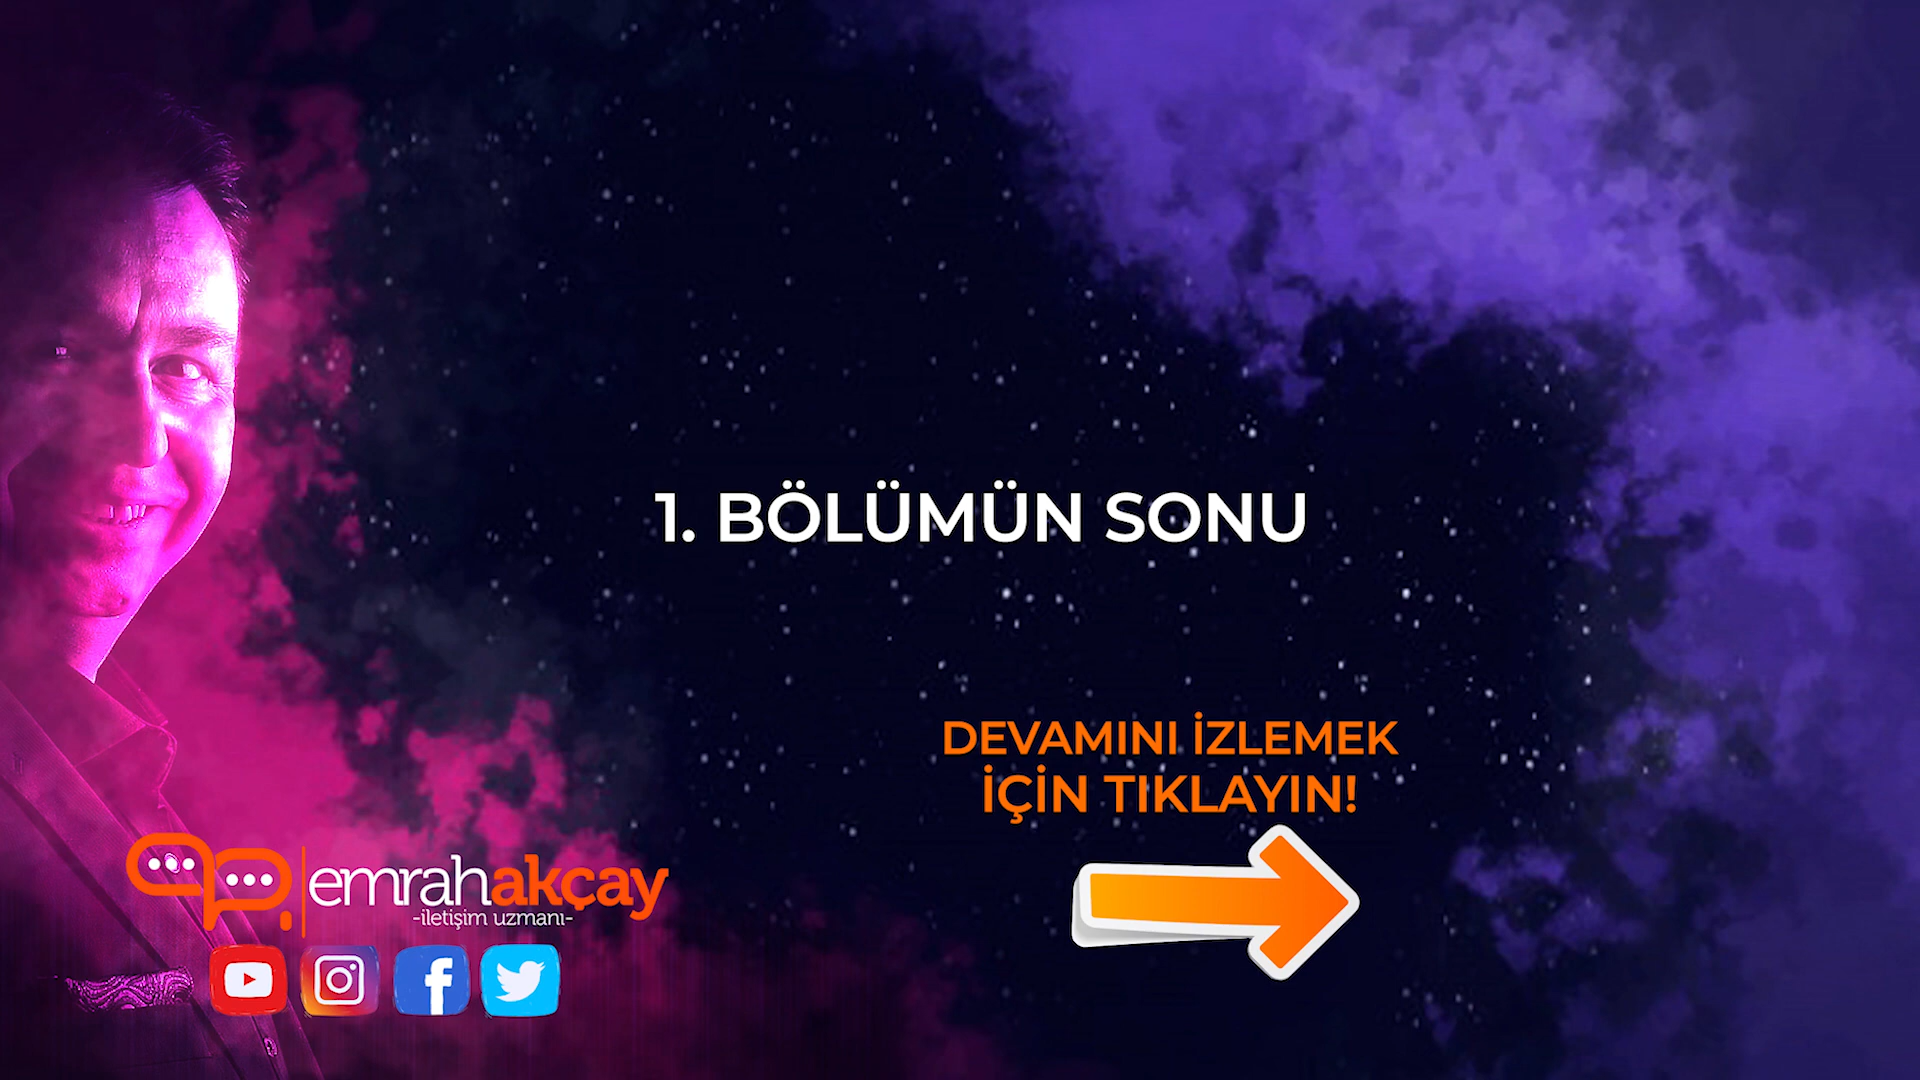 1. BÖLÜMÜN SONU
DEVAMINI İZLEMEK
İÇİN TIKLAYIN!
emrahakçay
-iletişim uzmanı-